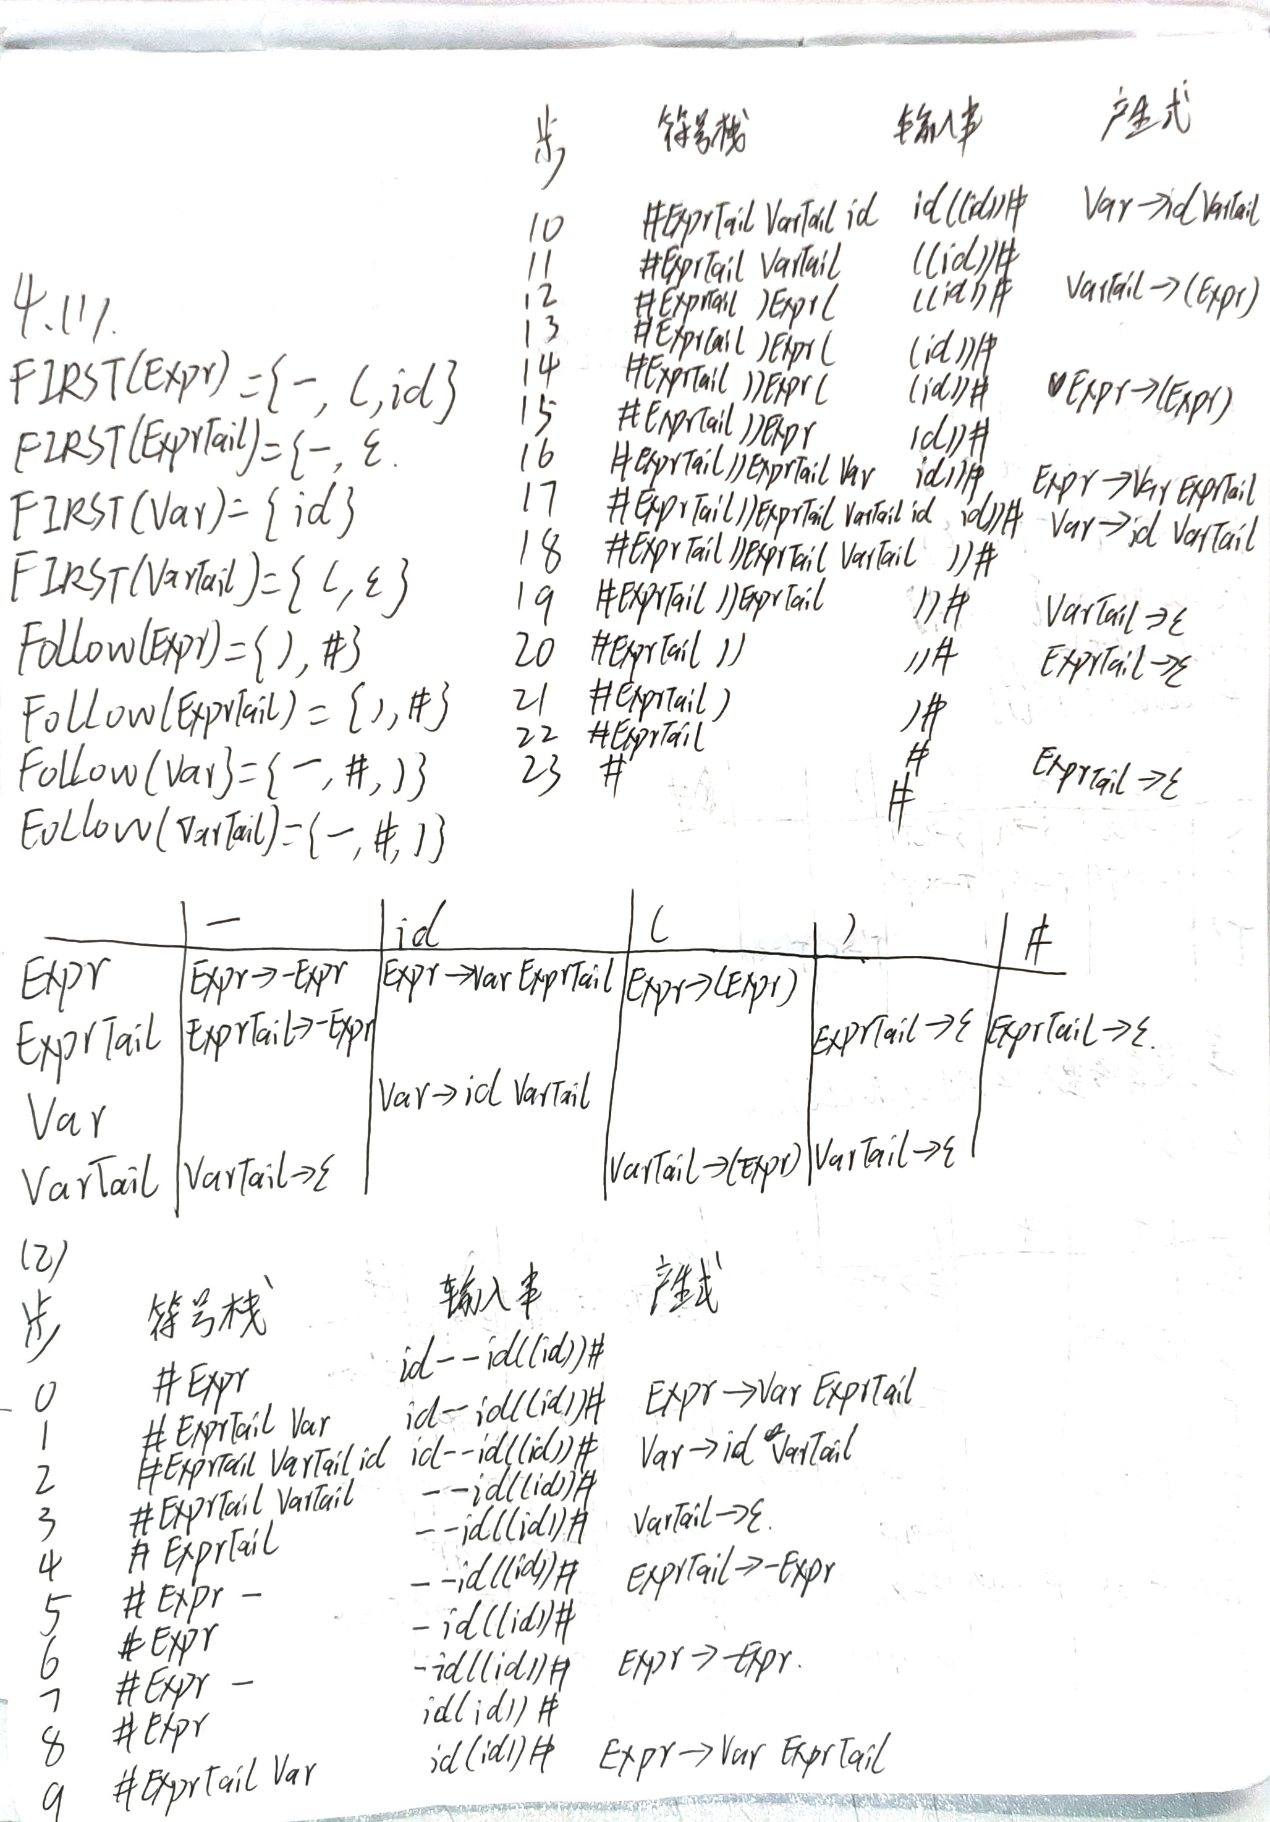 4.(1).
FIRST(Expr)={-, (, id}
FIRST(ExprTail)={-, ε.
FIRST(Var)={id}
FIRST(VarTail)={(, ε}
Follow(Expr)={), #}
Follow(ExprTail)={), #}
Follow(Var}={-, #, )}
Follow(VarTail)={-, #, )}
步 符号栈 输入串 产生式
10 #ExprTail VarTail id id((id))# Var→id VarTail
11 #ExprTail VarTail ((id))#
12 #ExprTail )Expr( ((id))# VarTail→(Expr)
13 #ExprTail )Expr( (id))#
14 #ExprTail ))Expr( (id))# Expr→(Expr)
15 #ExprTail ))Expr id))#
16 #ExprTail))ExprTail Var id))# Expr→Var ExprTail
17 #ExprTail))ExprTail VarTail id id))# Var→id VarTail
18 #ExprTail))ExprTail VarTail ))#
19 #ExprTail ))ExprTail ))# VarTail→ε
20 #ExprTail )) ))# ExprTail→ε
21 #ExprTail ) )#
22 #ExprTail #
23 # # ExprTail→ε
- id ( ) #
Expr Expr→-Expr Expr→Var ExprTail Expr→(Expr)
ExprTail ExprTail→-Expr ExprTail→ε ExprTail→ε.
Var Var→id VarTail
VarTail VarTail→ε VarTail→(Expr) VarTail→ε
(2)
步 符号栈 输入串 产生式
0 #Expr id--id((id))#
1 #ExprTail Var id--id((id))# Expr→Var ExprTail
2 #ExprTail VarTail id id--id((id))# Var→id VarTail
3 #ExprTail VarTail --id((id))#
4 #ExprTail --id((id))# VarTail→ε.
5 #Expr - --id((id))# ExprTail→-Expr
6 #Expr -id((id))#
7 #Expr - -id((id))# Expr→-Expr.
8 #Expr id(id))#
9 #ExprTail Var id(id))# Expr→Var ExprTail